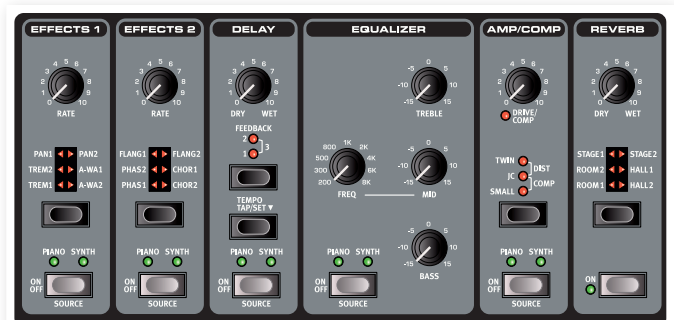 EFFECTS 1
0 1 2 3 4 5 6 7 8 9 10
RATE
PAN1 PAN2
TREM2 A-WA1
TREM1 A-WA2
PIANO SYNTH
ON
OFF
SOURCE
EFFECTS 2
0 1 2 3 4 5 6 7 8 9 10
RATE
FLANG1 FLANG2
PHAS2 CHOR1
PHAS1 CHOR2
PIANO SYNTH
ON
OFF
SOURCE
DELAY
0 1 2 3 4 5 6 7 8 9 10
DRY WET
FEEDBACK
2
1 3
TEMPO
TAP/SET ▼
PIANO SYNTH
ON
OFF
SOURCE
EQUALIZER
-15 -10 -5 0 5 10 15
TREBLE
200 300 500 800 1K 2K 4K 6K 8K
FREQ
-15 -10 -5 0 5 10 15
MID
-15 -10 -5 0 5 10 15
BASS
PIANO SYNTH
ON
OFF
SOURCE
AMP/COMP
0 1 2 3 4 5 6 7 8 9 10
DRIVE/
COMP
TWIN
DIST
JC
COMP
SMALL
PIANO SYNTH
ON
OFF
SOURCE
REVERB
0 1 2 3 4 5 6 7 8 9 10
DRY WET
STAGE1 STAGE2
ROOM2 HALL1
ROOM1 HALL2
ON